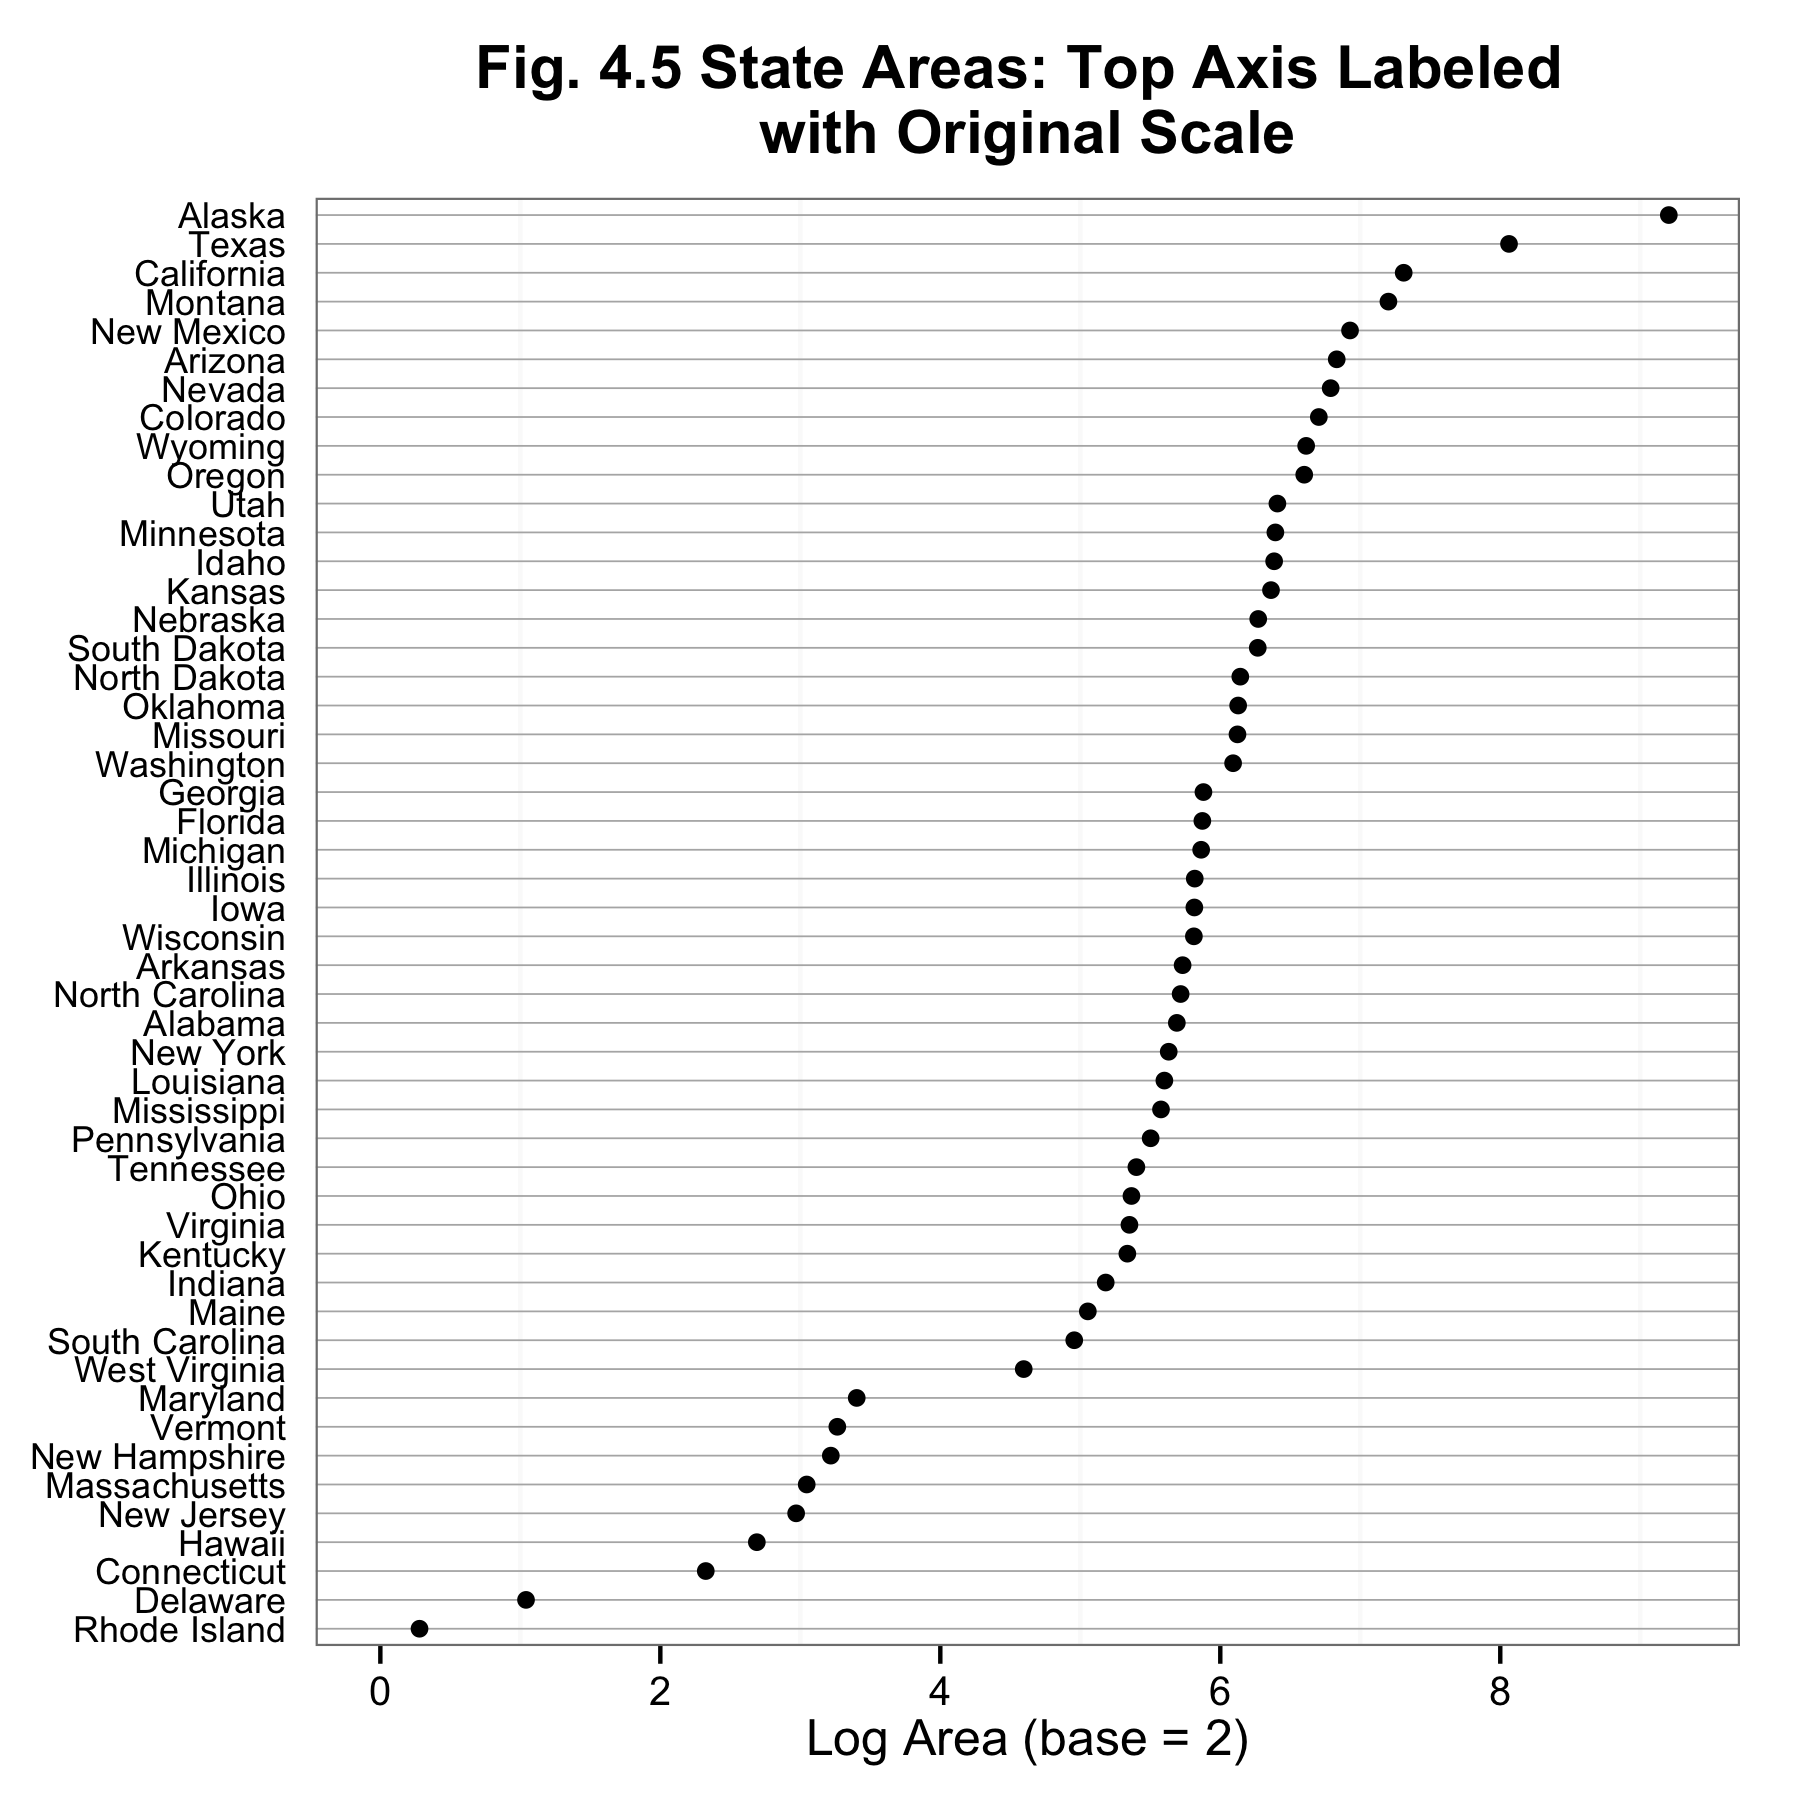 Fig. 4.5 State Areas: Top Axis Labeled
with Original Scale
Alaska
Texas
California
Montana
New Mexico
Arizona
Nevada
Colorado
Wyoming
Oregon
Utah
Minnesota
Idaho
Kansas
Nebraska
South Dakota
North Dakota
Oklahoma
Missouri
Washington
Georgia
Florida
Michigan
Illinois
Iowa
Wisconsin
Arkansas
North Carolina
Alabama
New York
Louisiana
Mississippi
Pennsylvania
Tennessee
Ohio
Virginia
Kentucky
Indiana
Maine
South Carolina
West Virginia
Maryland
Vermont
New Hampshire
Massachusetts
New Jersey
Hawaii
Connecticut
Delaware
Rhode Island
0 2 4 6 8
Log Area (base = 2)